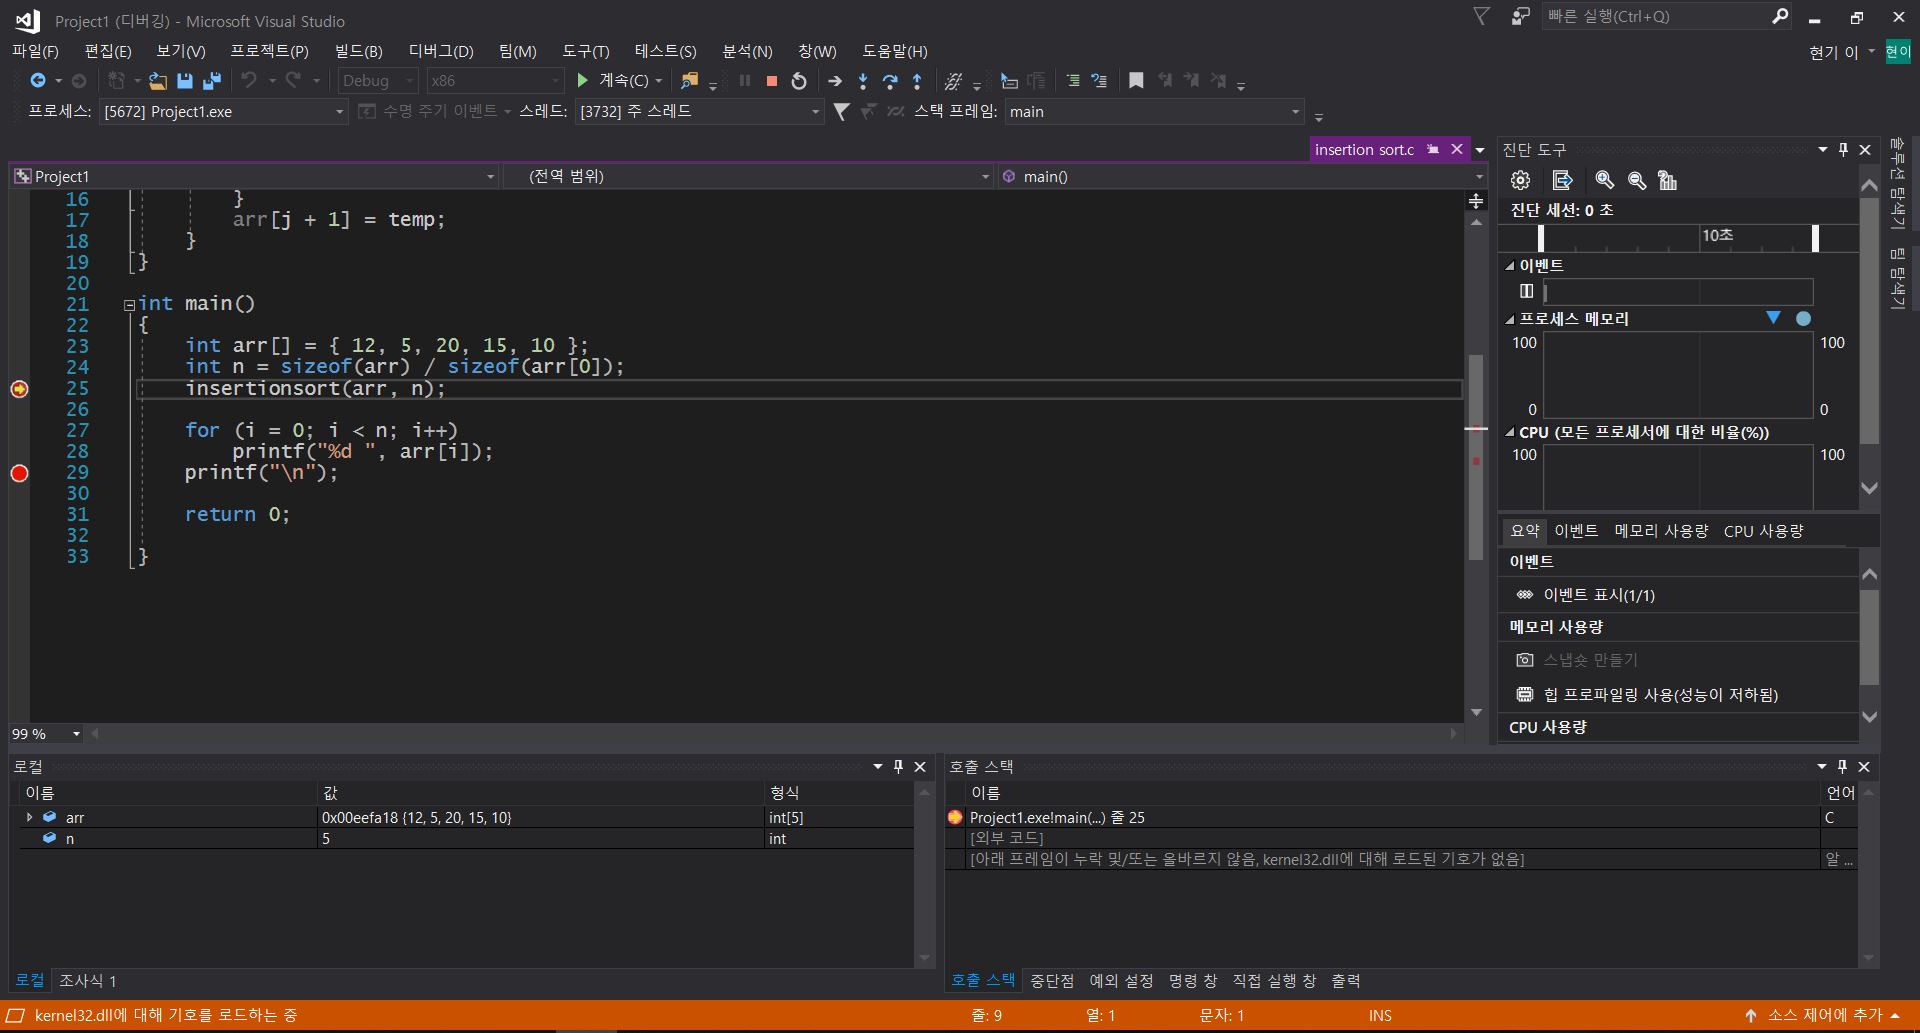 Project1 (디버깅) - Microsoft Visual Studio
빠른 실행(Ctrl+Q)
파일(F) 편집(E) 보기(V) 프로젝트(P) 빌드(B) 디버그(D) 팀(M) 도구(T) 테스트(S) 분석(N) 창(W) 도움말(H)
현기 이 현이
Debug x86 계속(C)
프로세스: [5672] Project1.exe 수명 주기 이벤트 스레드: [3732] 주 스레드 스택 프레임: main
insertion sort.c
Project1 (전역 범위) main()
16 }
17 arr[j + 1] = temp;
18 }
19 }
20
21 int main()
22 {
23 int arr[] = { 12, 5, 20, 15, 10 };
24 int n = sizeof(arr) / sizeof(arr[0]);
25 insertionsort(arr, n);
26
27 for (i = 0; i < n; i++)
28 printf("%d ", arr[i]);
29 printf("\n");
30
31 return 0;
32
33 }
99 %
진단 도구
진단 세션: 0 초
10초
이벤트
프로세스 메모리
100 100
0 0
CPU (모든 프로세서에 대한 비율(%))
100 100
요약 이벤트 메모리 사용량 CPU 사용량
이벤트
이벤트 표시(1/1)
메모리 사용량
스냅숏 만들기
힙 프로파일링 사용(성능이 저하됨)
CPU 사용량
솔루션 탐색기
팀 탐색기
로컬
이름 값 형식
arr 0x00eefa18 {12, 5, 20, 15, 10} int[5]
n 5 int
로컬 조사식 1
호출 스택
이름 언어
Project1.exe!main(...) 줄 25 C
[외부 코드]
[아래 프레임이 누락 및/또는 올바르지 않음, kernel32.dll에 대해 로드된 기호가 없음] 알 ...
호출 스택 중단점 예외 설정 명령 창 직접 실행 창 출력
kernel32.dll에 대해 기호를 로드하는 중 줄: 9 열: 1 문자: 1 INS 소스 제어에 추가